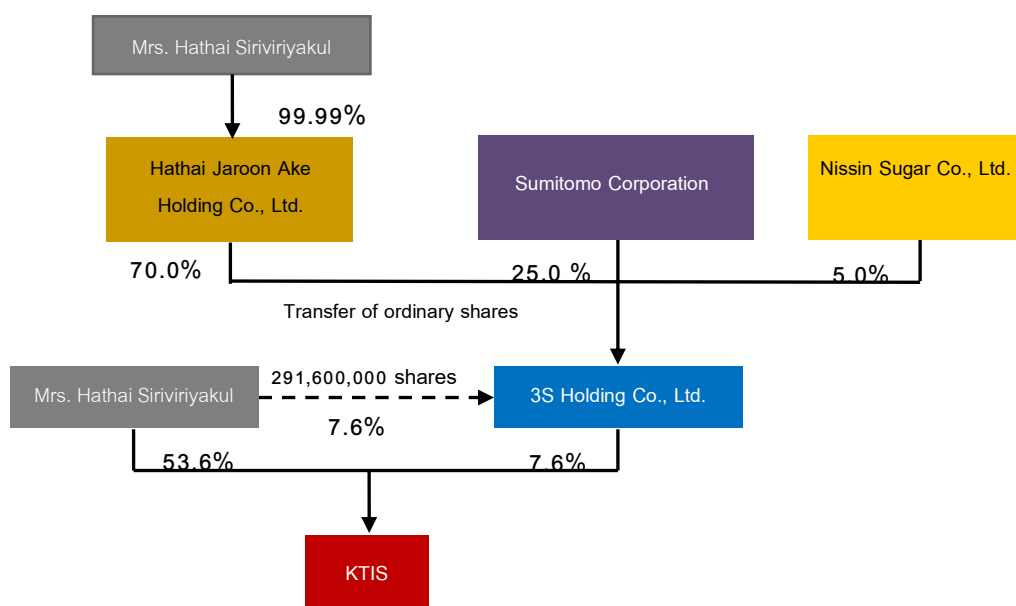 Mrs. Hathai Siriviriyakul
99.99%
Hathai Jaroon Ake
Holding Co., Ltd.
Sumitomo Corporation
Nissin Sugar Co., Ltd.
70.0%
25.0 %
5.0%
Transfer of ordinary shares
Mrs. Hathai Siriviriyakul
291,600,000 shares
7.6%
3S Holding Co., Ltd.
53.6%
7.6%
KTIS